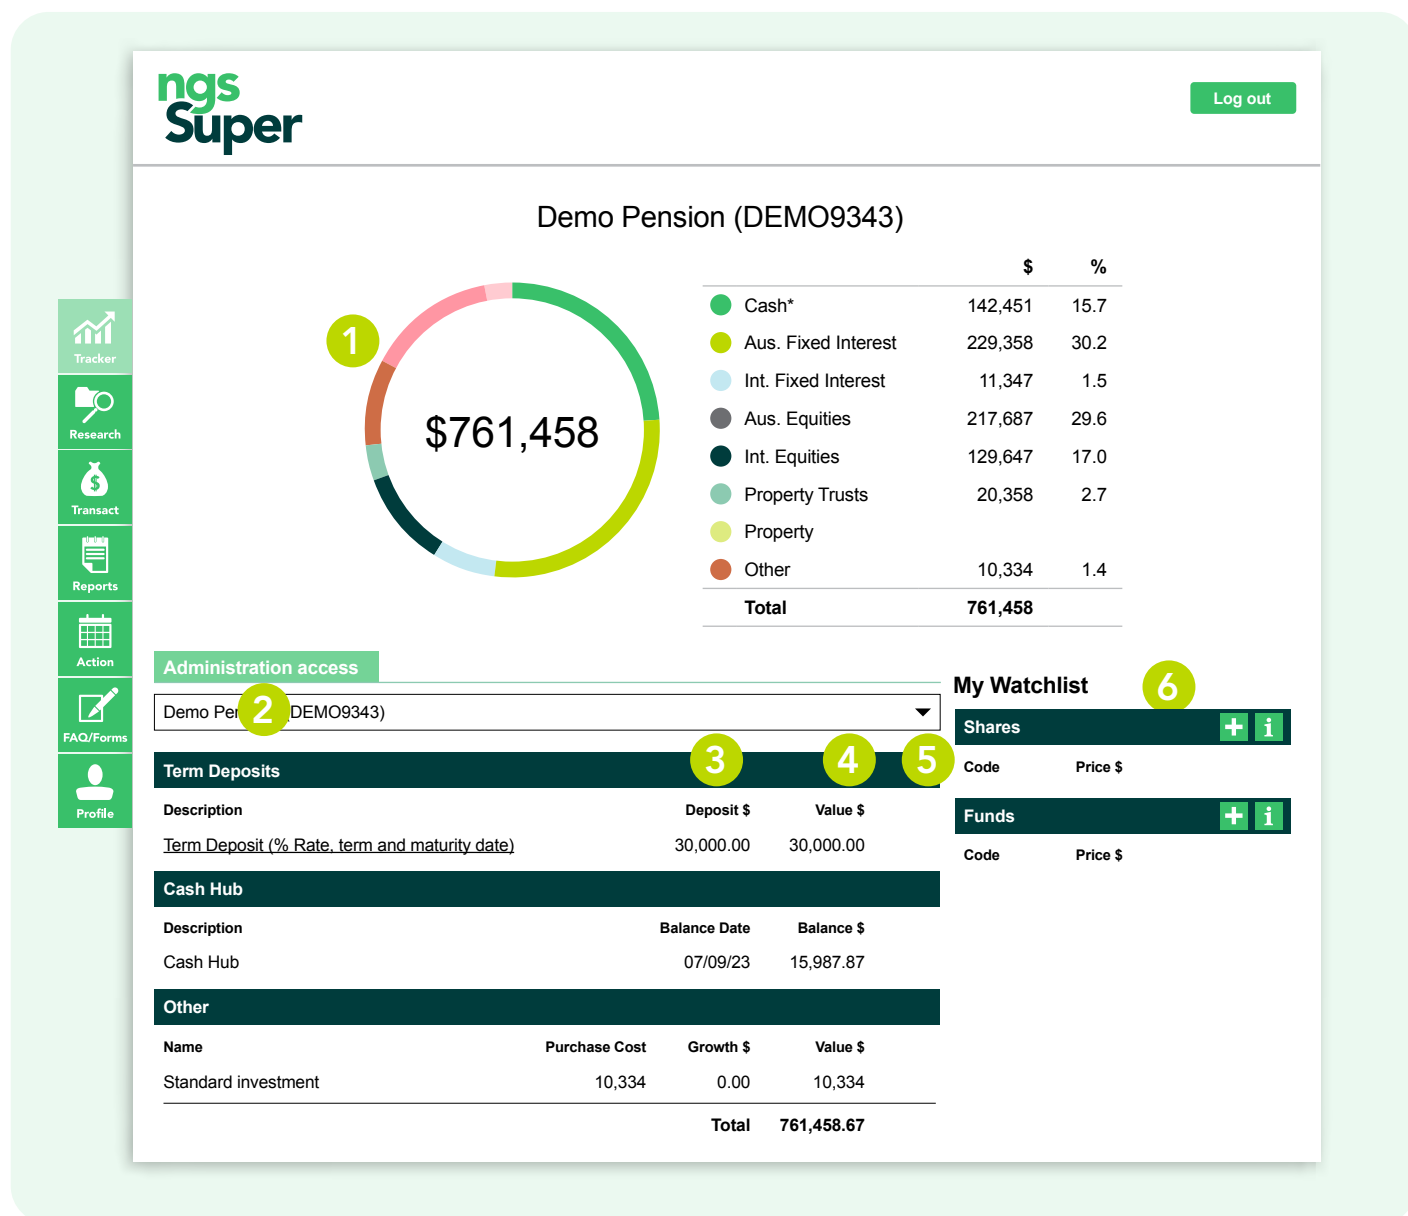 ngs
Super
Log out
Demo Pension (DEMO9343)
$ %
Cash* 142,451 15.7
Aus. Fixed Interest 229,358 30.2
Int. Fixed Interest 11,347 1.5
Aus. Equities 217,687 29.6
Int. Equities 129,647 17.0
Property Trusts 20,358 2.7
Property
Other 10,334 1.4
Total 761,458
1
$761,458
Tracker
Research
$
Transact
Reports
Action
FAQ/Forms
Profile
Administration access
Demo Pe (DEMO9343)
2
Term Deposits 3 4 5
Description Deposit $ Value $
Term Deposit (% Rate, term and maturity date) 30,000.00 30,000.00
Cash Hub
Description Balance Date Balance $
Cash Hub 07/09/23 15,987.87
Other
Name Purchase Cost Growth $ Value $
Standard investment 10,334 0.00 10,334
Total 761,458.67
My Watchlist 6
Shares + i
Code Price $
Funds + i
Code Price $